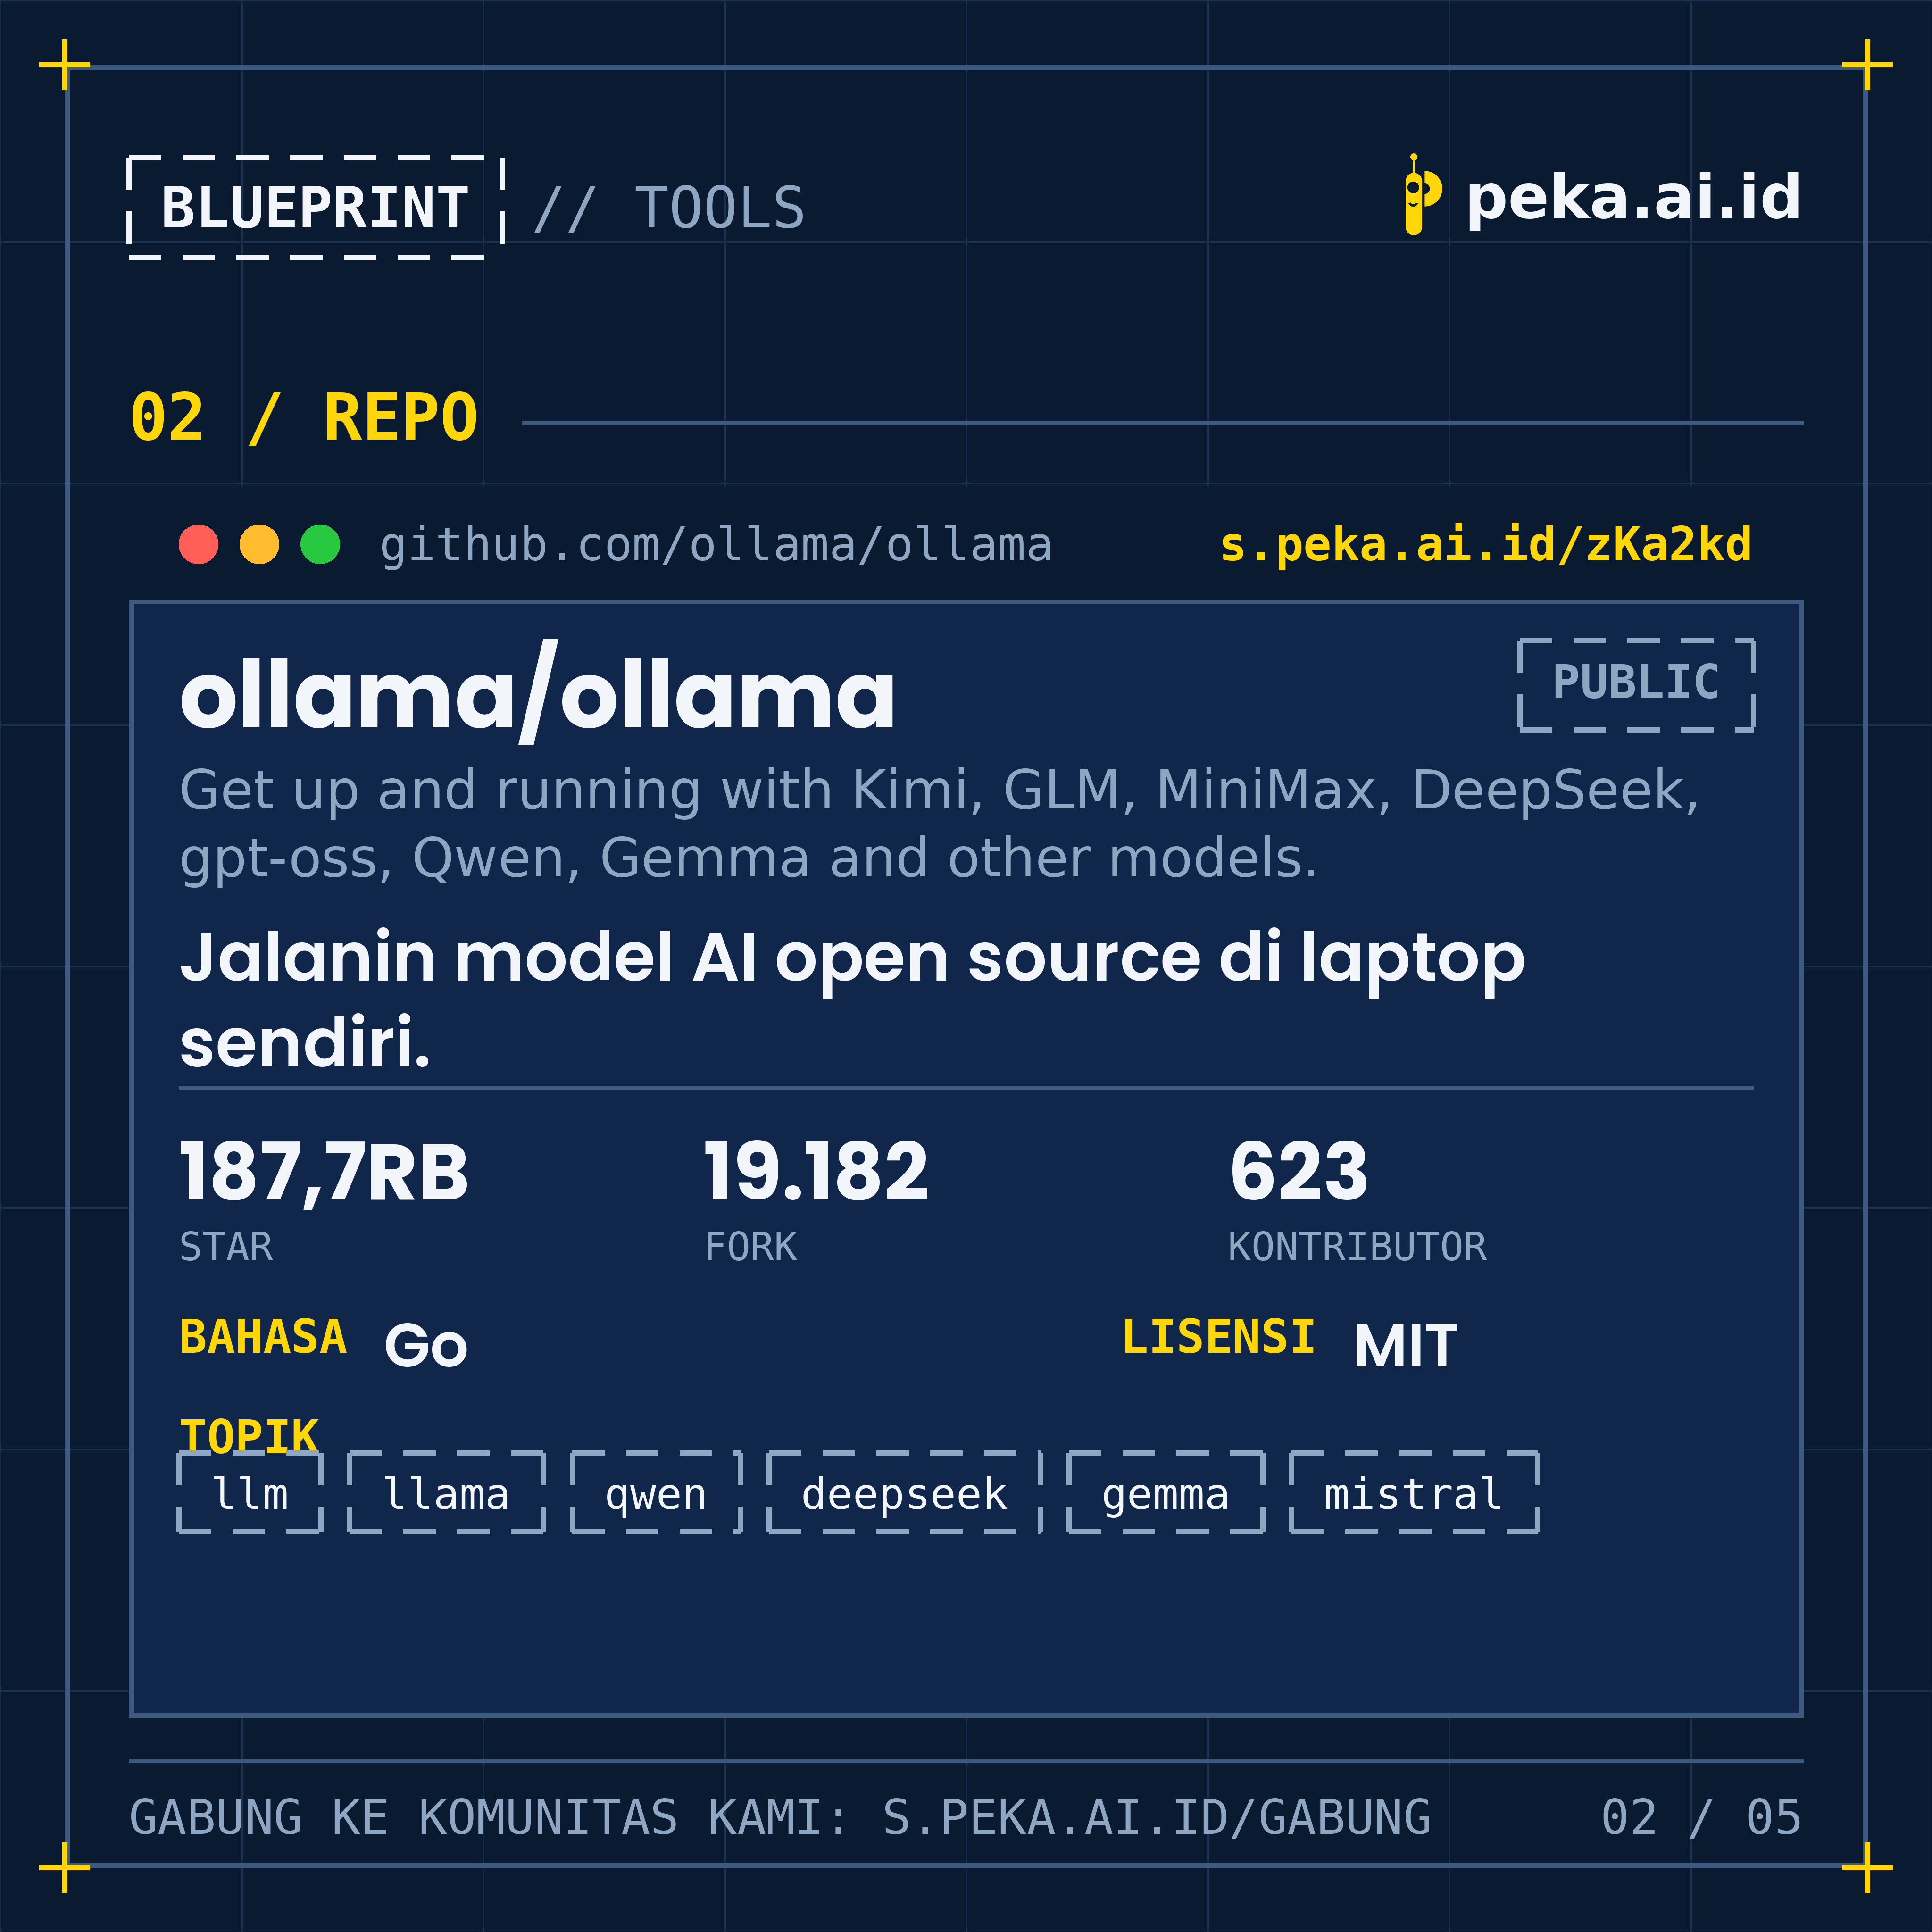 BLUEPRINT // TOOLS
peka.ai.id
02 / REPO
github.com/ollama/ollama
s.peka.ai.id/zKa2kd
ollama/ollama
PUBLIC
Get up and running with Kimi, GLM, MiniMax, DeepSeek,
gpt-oss, Qwen, Gemma and other models.
Jalanin model AI open source di laptop
sendiri.
187,7RB
19.182
623
STAR
FORK
KONTRIBUTOR
BAHASA Go
LISENSI MIT
TOPIK
llm llama qwen deepseek gemma mistral
GABUNG KE KOMUNITAS KAMI: S.PEKA.AI.ID/GABUNG
02 / 05